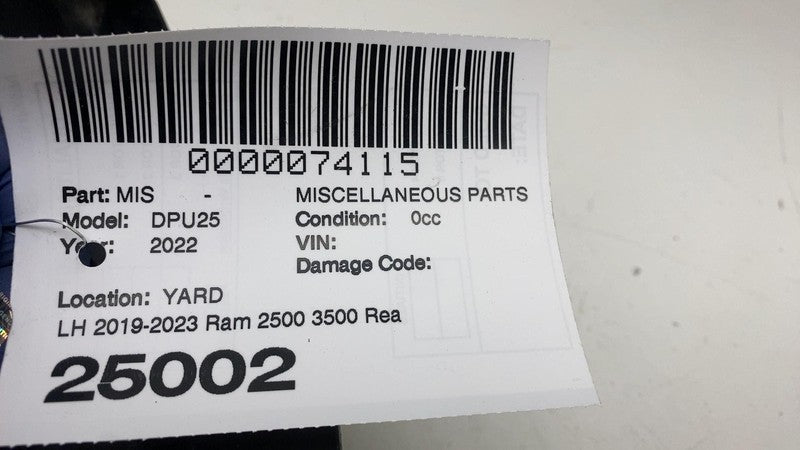 0000074115
Part: MIS - MISCELLANEOUS PARTS
Model: DPU25 Condition: 0cc
Year: 2022 VIN:
Damage Code:
Location: YARD
LH 2019-2023 Ram 2500 3500 Rea
25002